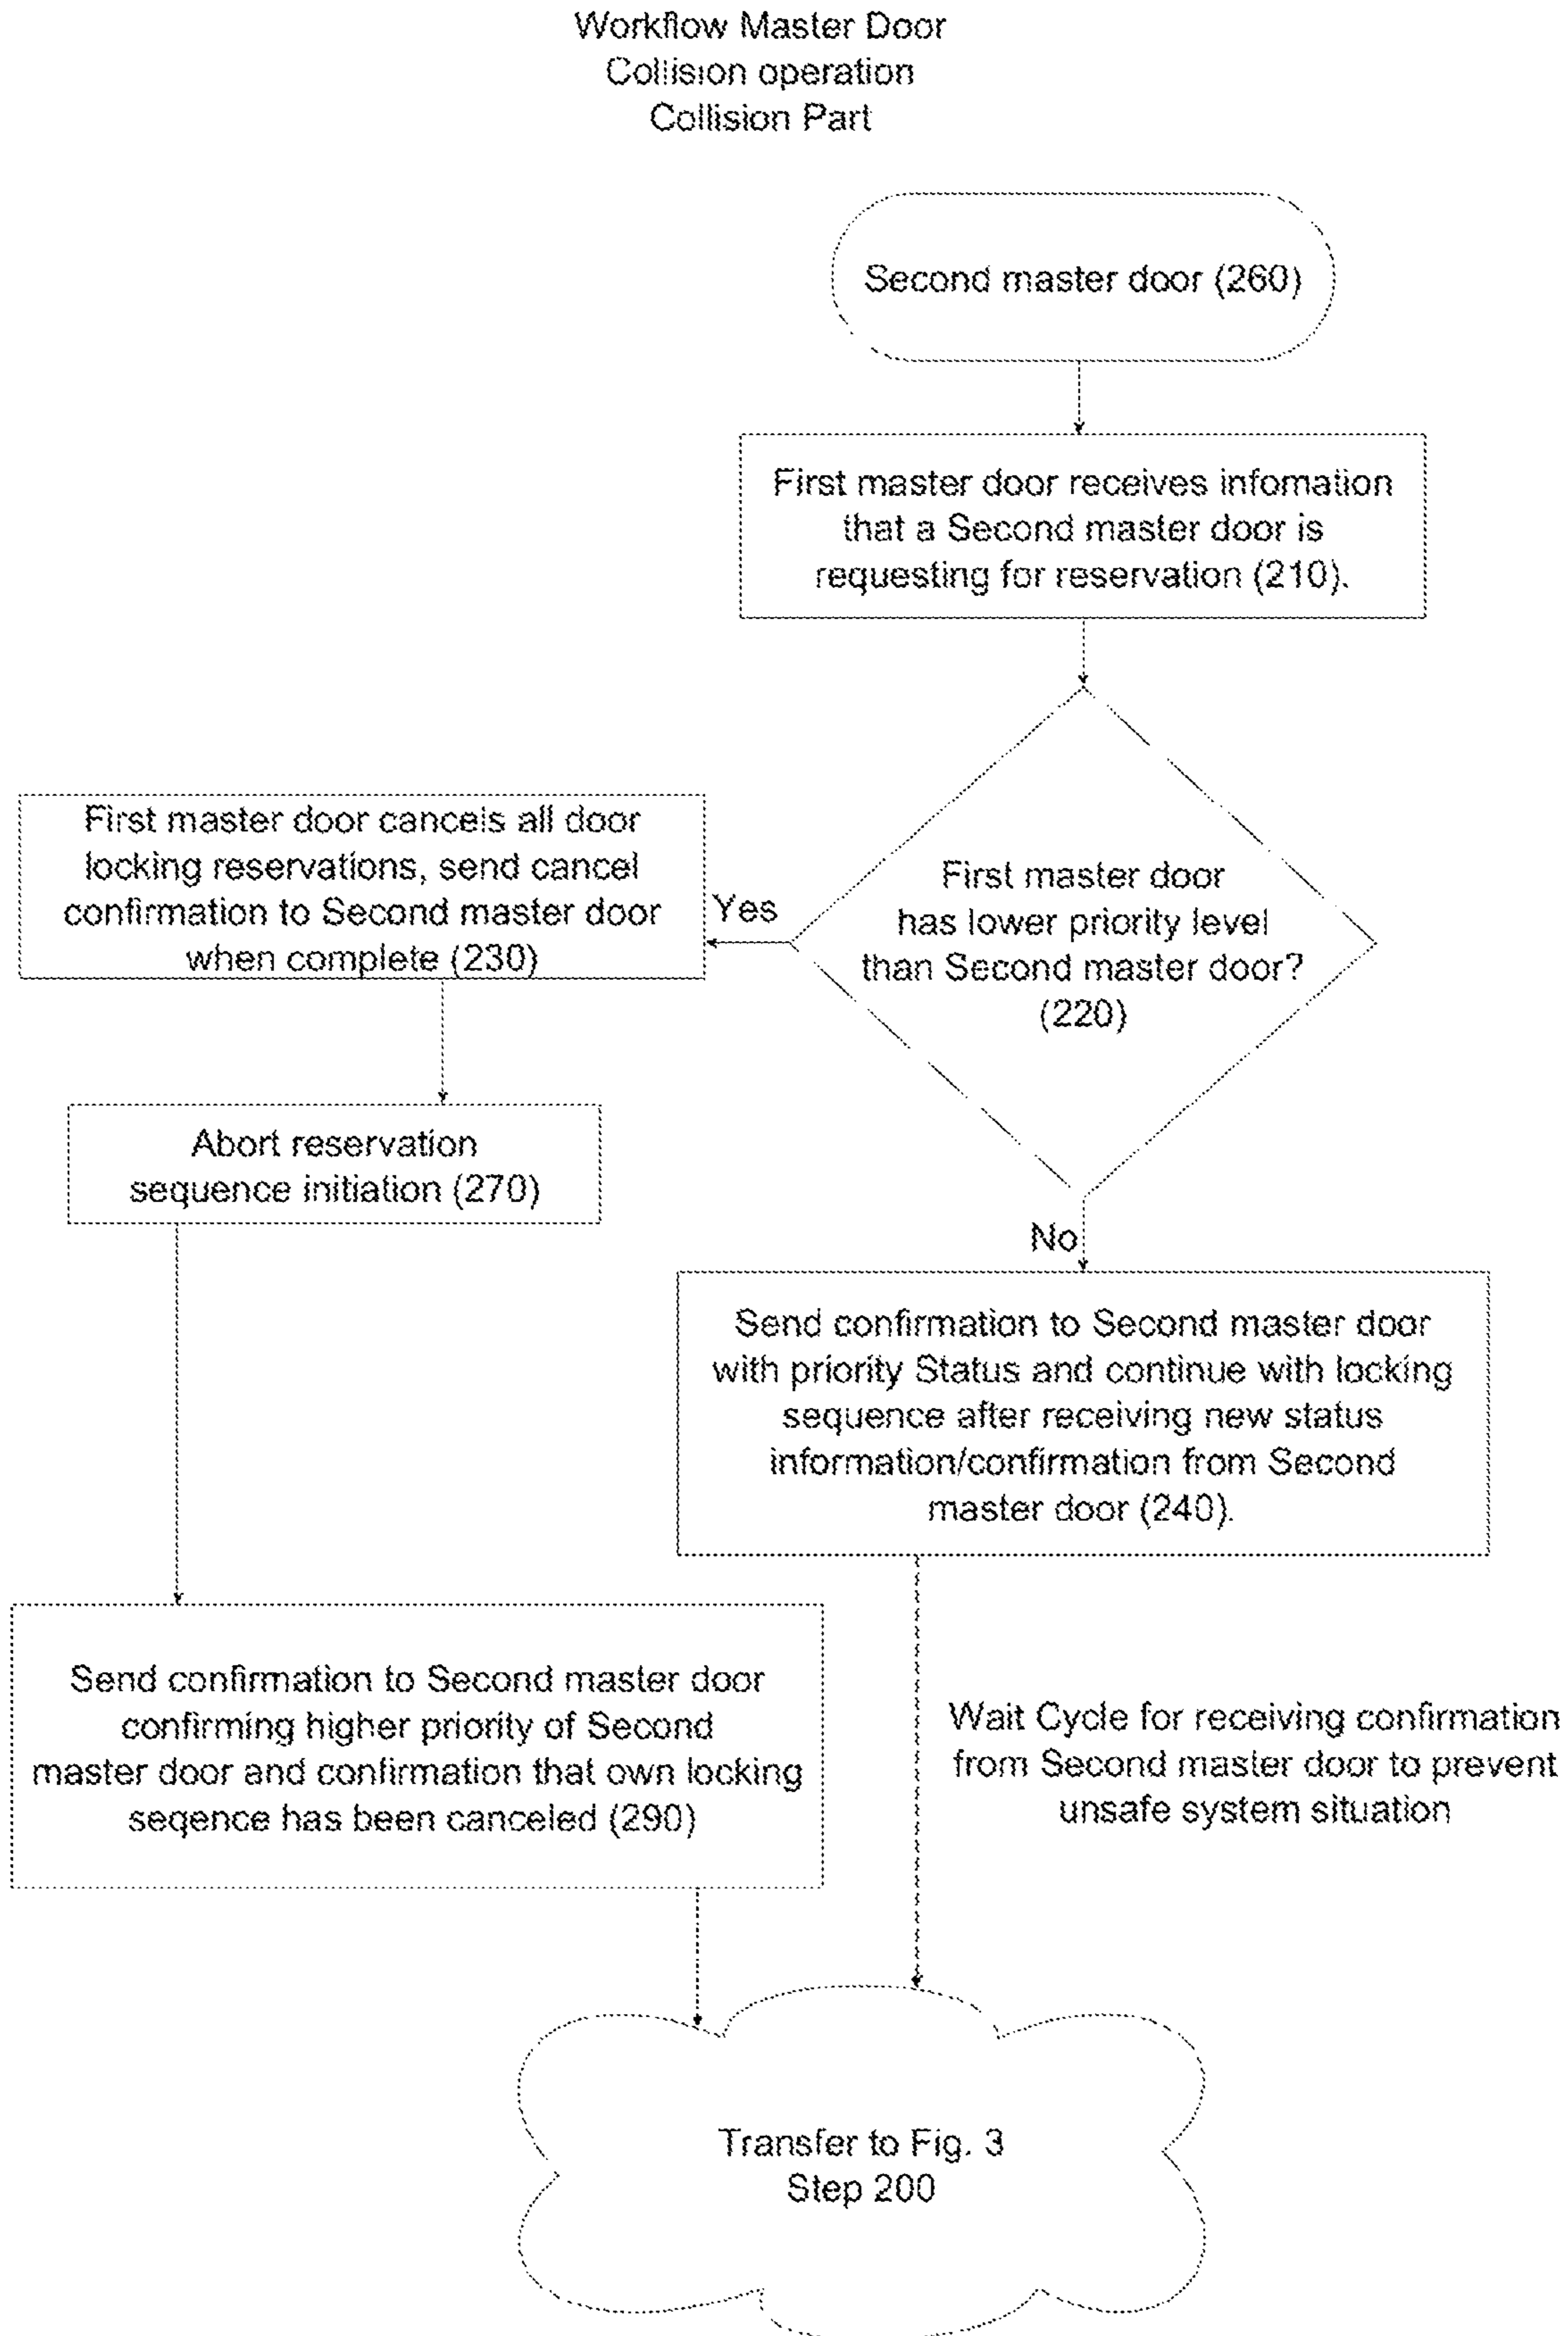 Workflow Master Door
Collision operation
Collision Part
Second master door (260)
First master door receives infomation
that a Second master door is
requesting for reservation (210).
First master door
has lower priority level
than Second master door?
(220)
Yes
First master door cancels all door
locking reservations, send cancel
confirmation to Second master door
when complete (230)
Abort reservation
sequence initiation (270)
No
Send confirmation to Second master door
with priority Status and continue with locking
sequence after receiving new status
information/confirmation from Second
master door (240).
Send confirmation to Second master door
confirming higher priority of Second
master door and confirmation that own locking
seqence has been canceled (290)
Wait Cycle for receiving confirmation
from Second master door to prevent
unsafe system situation
Transfer to Fig. 3
Step 200